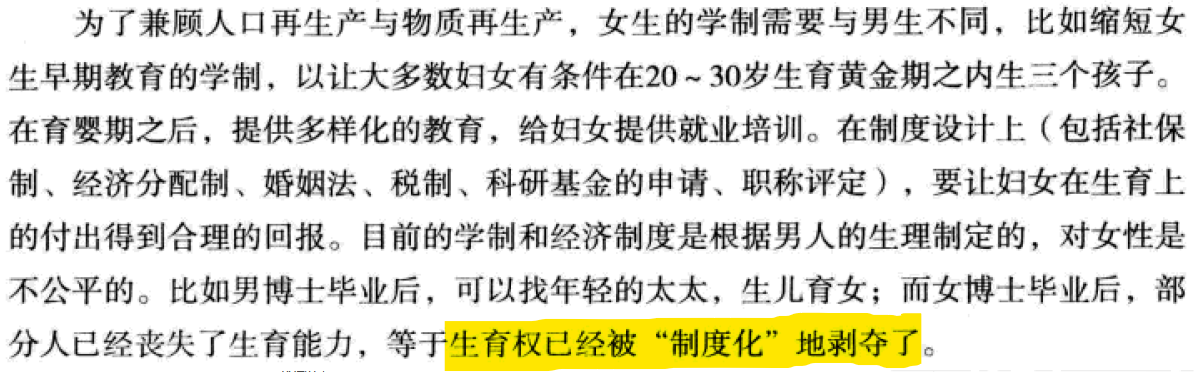 为了兼顾人口再生产与物质再生产，女生的学制需要与男生不同，比如缩短女
生早期教育的学制，以让大多数妇女有条件在20～30岁生育黄金期之内生三个孩子。
在育婴期之后，提供多样化的教育，给妇女提供就业培训。在制度设计上（包括社保
制、经济分配制、婚姻法、税制、科研基金的申请、职称评定），要让妇女在生育上
的付出得到合理的回报。目前的学制和经济制度是根据男人的生理制定的，对女性是
不公平的。比如男博士毕业后，可以找年轻的太太，生儿育女；而女博士毕业后，部
分人已经丧失了生育能力，等于生育权已经被“制度化”地剥夺了。